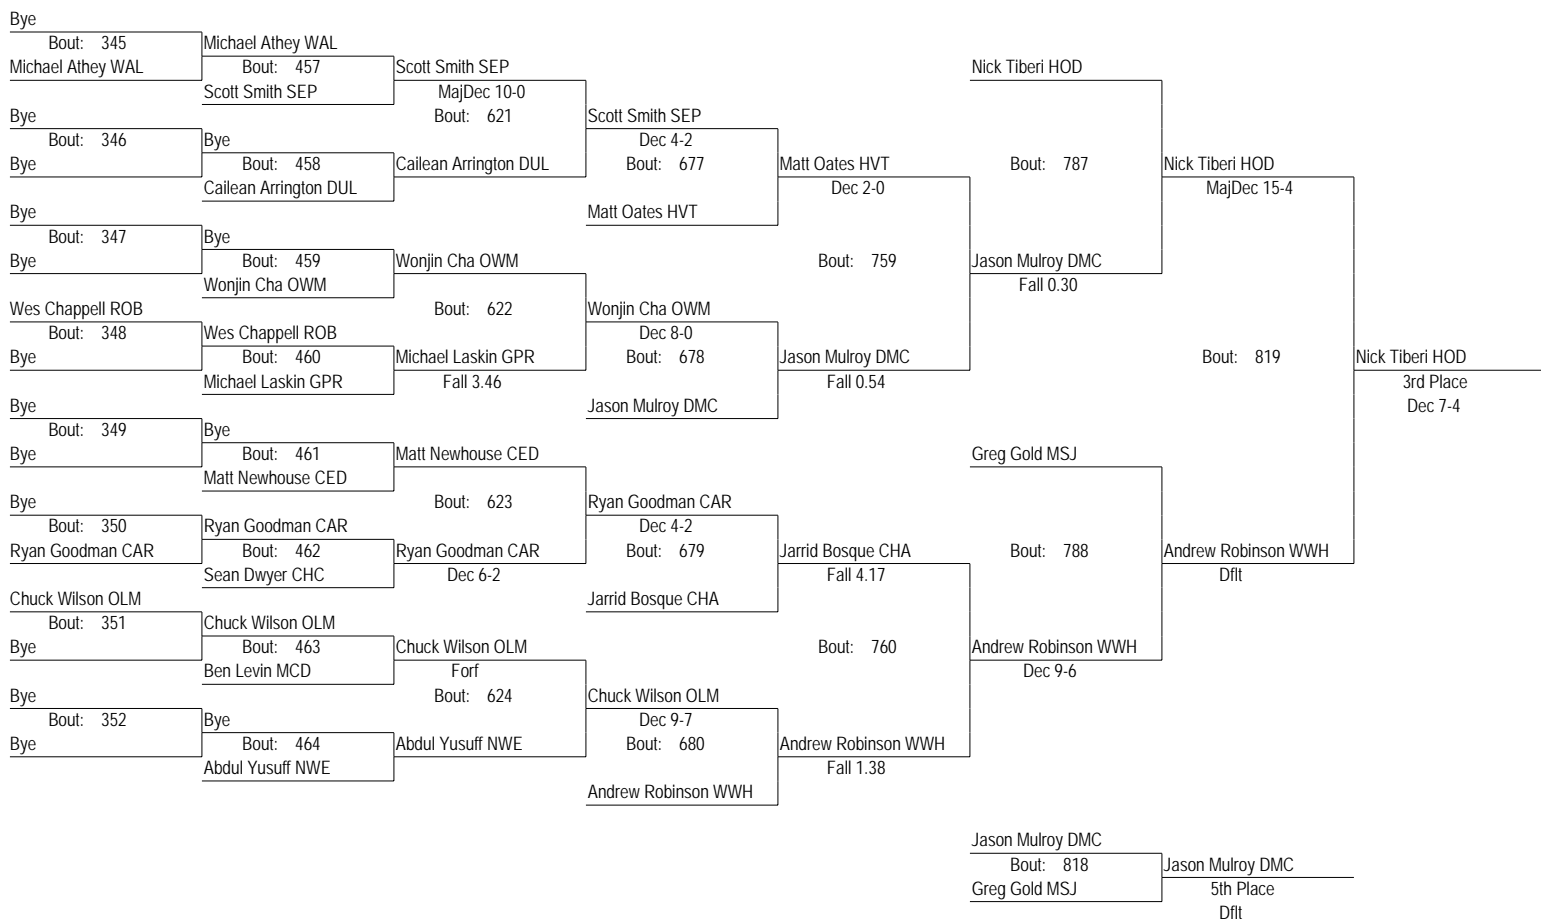 Bye
Bout: 345
Michael Athey WAL
Bye
Bout: 346
Bye
Bye
Bout: 347
Bye
Wes Chappell ROB
Bout: 348
Bye
Bye
Bout: 349
Bye
Bye
Bout: 350
Ryan Goodman CAR
Chuck Wilson OLM
Bout: 351
Bye
Bye
Bout: 352
Bye
Michael Athey WAL
Bout: 457
Scott Smith SEP
Bye
Bout: 458
Cailean Arrington DUL
Bye
Bout: 459
Wonjin Cha OWM
Wes Chappell ROB
Bout: 460
Michael Laskin GPR
Bye
Bout: 461
Matt Newhouse CED
Ryan Goodman CAR
Bout: 462
Sean Dwyer CHC
Chuck Wilson OLM
Bout: 463
Ben Levin MCD
Bye
Bout: 464
Abdul Yusuff NWE
Scott Smith SEP
MajDec 10-0
Bout: 621
Cailean Arrington DUL
Wonjin Cha OWM
Bout: 622
Michael Laskin GPR
Fall 3.46
Matt Newhouse CED
Bout: 623
Ryan Goodman CAR
Dec 6-2
Chuck Wilson OLM
Forf
Bout: 624
Abdul Yusuff NWE
Scott Smith SEP
Dec 4-2
Bout: 677
Matt Oates HVT
Wonjin Cha OWM
Dec 8-0
Bout: 678
Jason Mulroy DMC
Ryan Goodman CAR
Dec 4-2
Bout: 679
Jarrid Bosque CHA
Chuck Wilson OLM
Dec 9-7
Bout: 680
Andrew Robinson WWH
Matt Oates HVT
Dec 2-0
Bout: 759
Jason Mulroy DMC
Fall 0.54
Jarrid Bosque CHA
Fall 4.17
Bout: 760
Andrew Robinson WWH
Fall 1.38
Nick Tiberi HOD
Bout: 787
Jason Mulroy DMC
Fall 0.30
Greg Gold MSJ
Bout: 788
Andrew Robinson WWH
Dec 9-6
Nick Tiberi HOD
MajDec 15-4
Bout: 819
Andrew Robinson WWH
Dflt
Nick Tiberi HOD
3rd Place
Dec 7-4
Jason Mulroy DMC
Bout: 818
Greg Gold MSJ
Jason Mulroy DMC
5th Place
Dflt